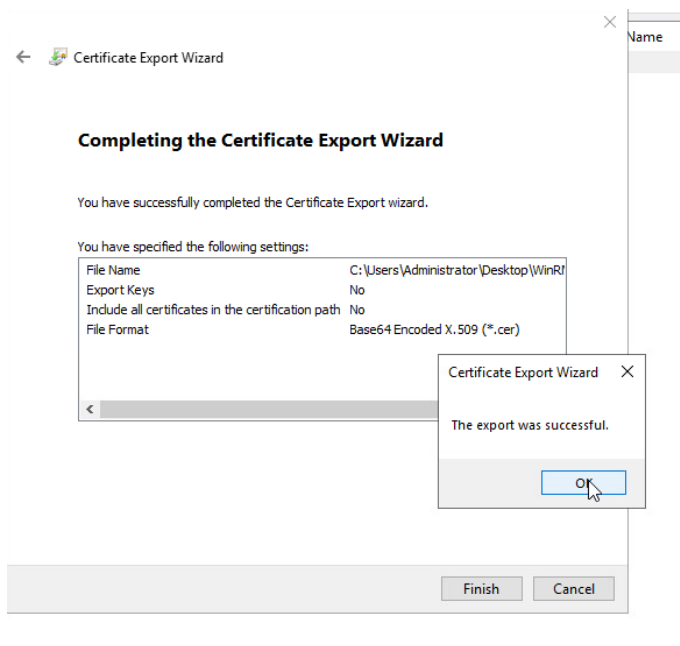 Name
Certificate Export Wizard
Completing the Certificate Export Wizard
You have successfully completed the Certificate Export wizard.
You have specified the following settings:
File Name C:\Users\Administrator\Desktop\WinRM
Export Keys No
Include all certificates in the certification path No
File Format Base64 Encoded X.509 (*.cer)
Certificate Export Wizard
The export was successful.
OK
Finish Cancel